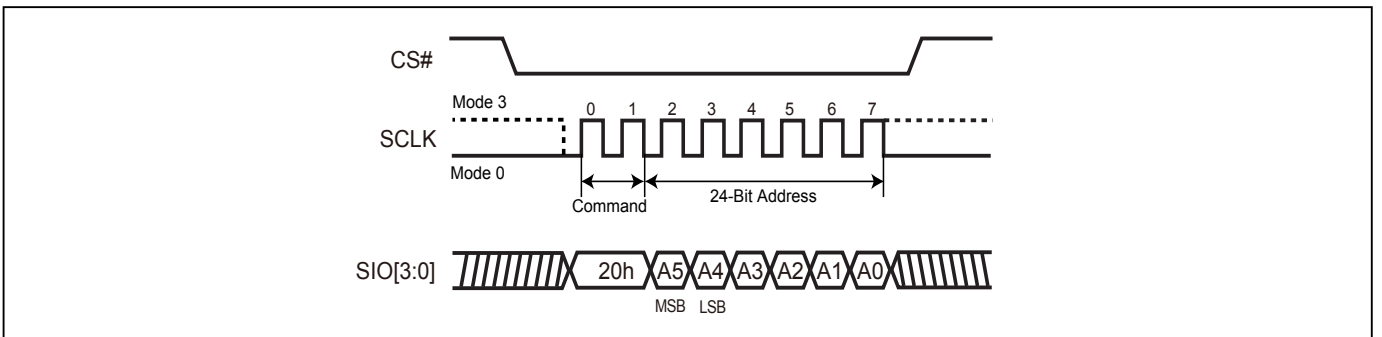 CS#
Mode 3
0 1 2 3 4 5 6 7
SCLK
Mode 0
Command
24-Bit Address
SIO[3:0]
20h A5 A4 A3 A2 A1 A0
MSB LSB